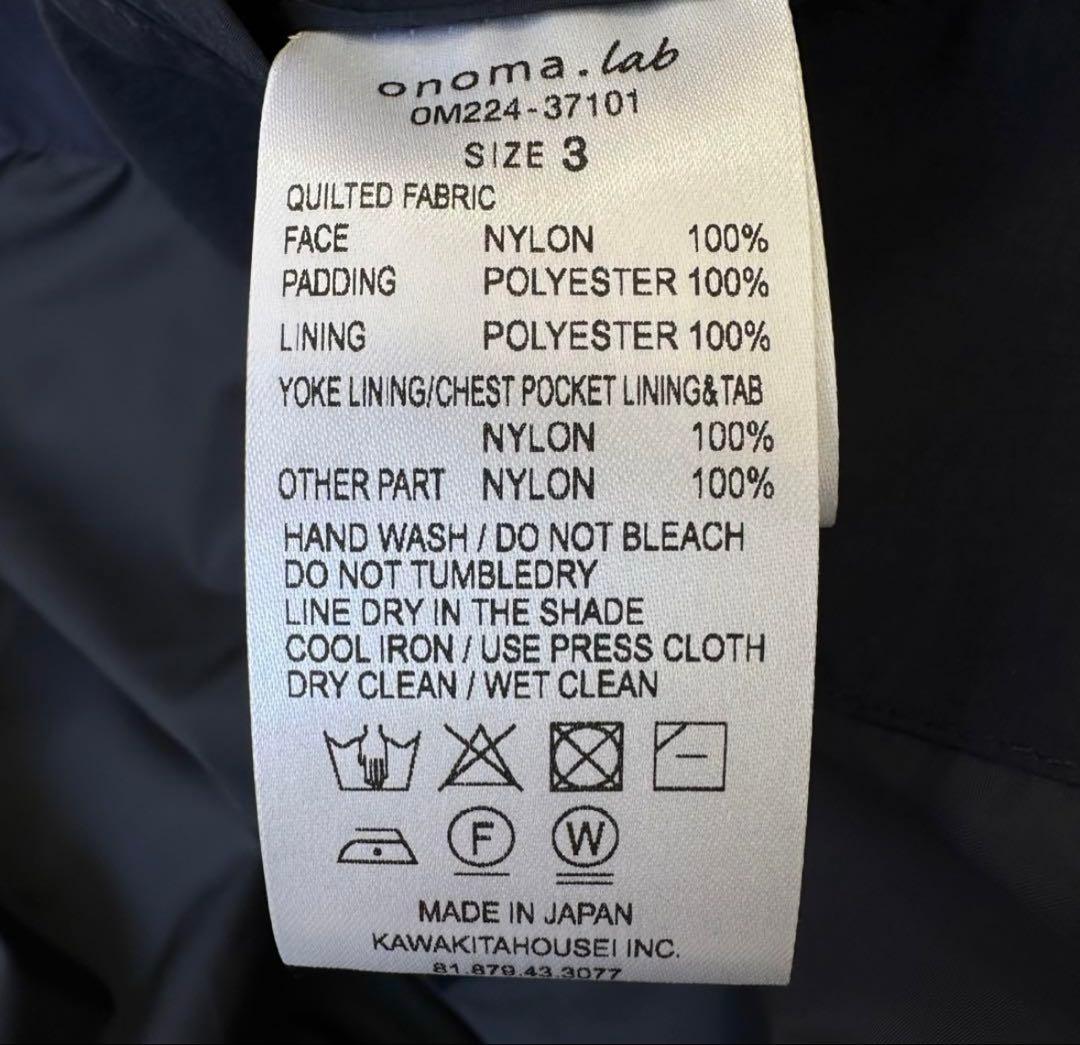 onoma.lab
OM224-37101
SIZE 3
QUILTED FABRIC
FACE NYLON 100%
PADDING POLYESTER 100%
LINING POLYESTER 100%
YOKE LINING/CHEST POCKET LINING&TAB
NYLON 100%
OTHER PART NYLON 100%
HAND WASH / DO NOT BLEACH
DO NOT TUMBLEDRY
LINE DRY IN THE SHADE
COOL IRON / USE PRESS CLOTH
DRY CLEAN / WET CLEAN
F W
MADE IN JAPAN
KAWAKITAHOUSEI INC.
81.879.43.3077